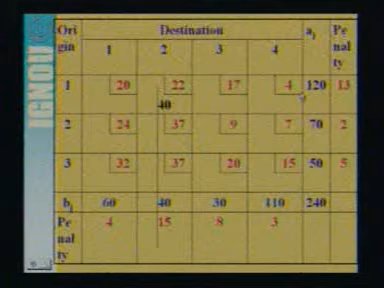 IGNOU
Ori gin Destination ai Pe nal ty
1 2 3 4
1 20 22 17 4 120 13
40
2 24 37 9 7 70 2
3 32 37 20 15 50 5
bj 60 40 30 110 240
Pe nal ty 4 15 8 3